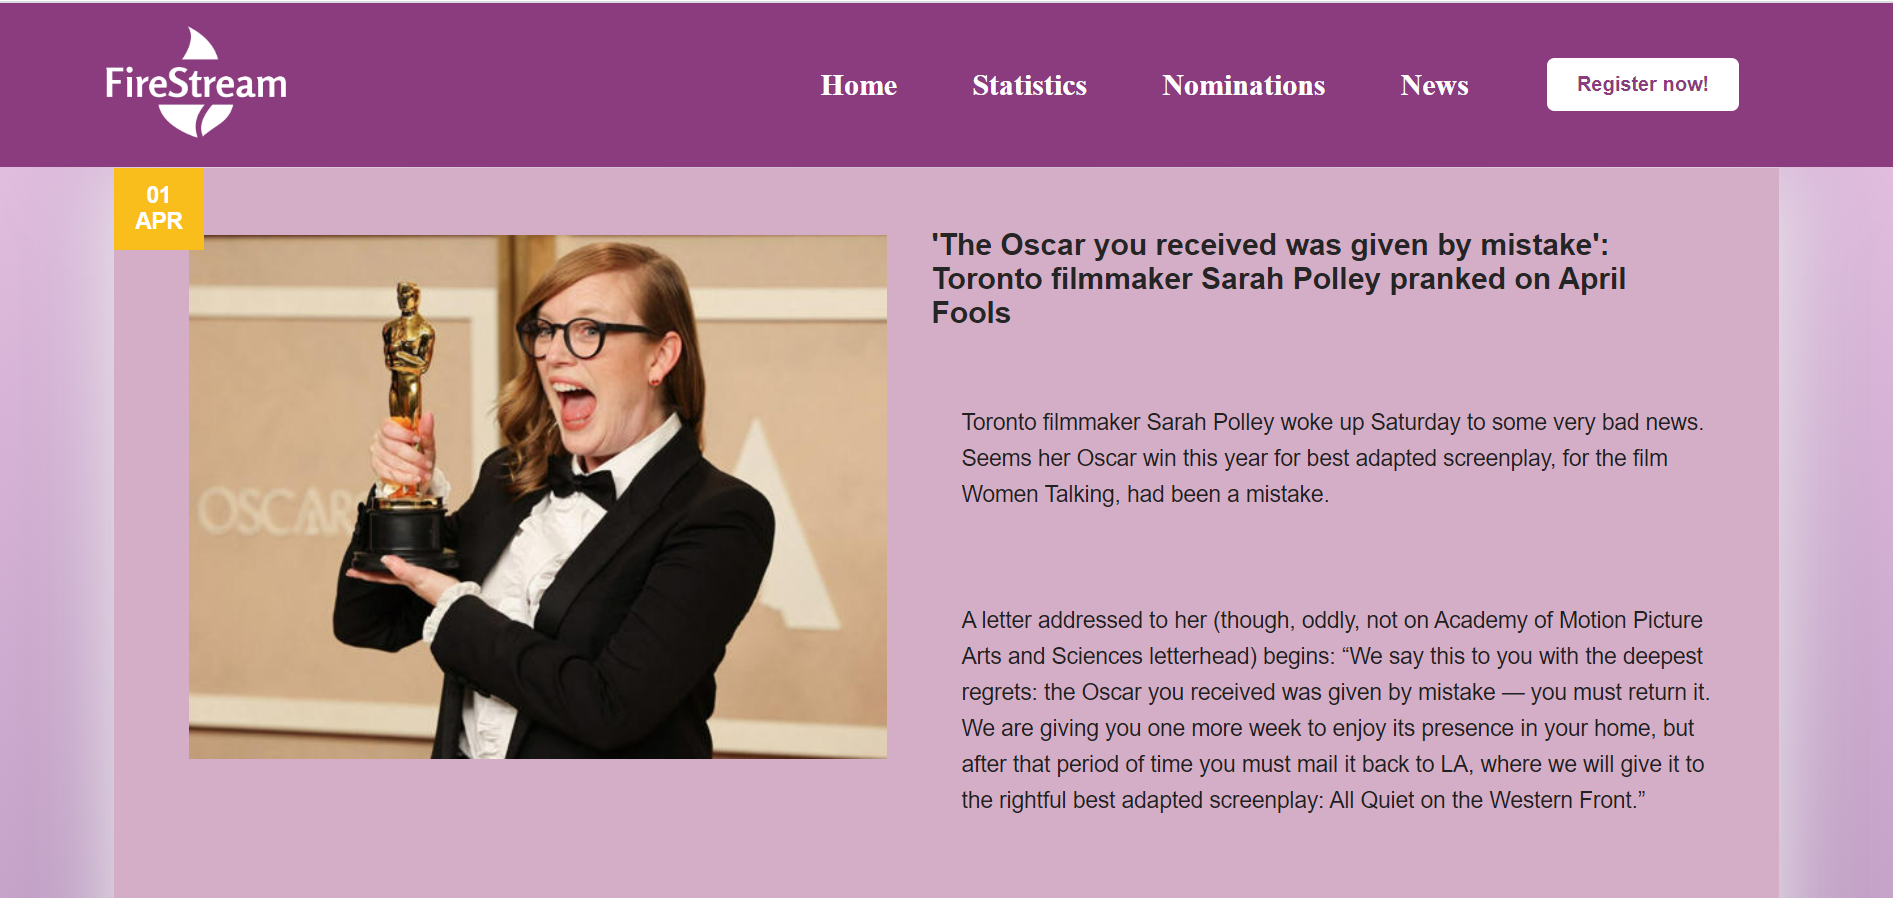 FireStream
Home
Statistics
Nominations
News
Register now!
01
APR
OSCARS
'The Oscar you received was given by mistake':
Toronto filmmaker Sarah Polley pranked on April
Fools
Toronto filmmaker Sarah Polley woke up Saturday to some very bad news.
Seems her Oscar win this year for best adapted screenplay, for the film
Women Talking, had been a mistake.
A letter addressed to her (though, oddly, not on Academy of Motion Picture
Arts and Sciences letterhead) begins: “We say this to you with the deepest
regrets: the Oscar you received was given by mistake — you must return it.
We are giving you one more week to enjoy its presence in your home, but
after that period of time you must mail it back to LA, where we will give it to
the rightful best adapted screenplay: All Quiet on the Western Front.”